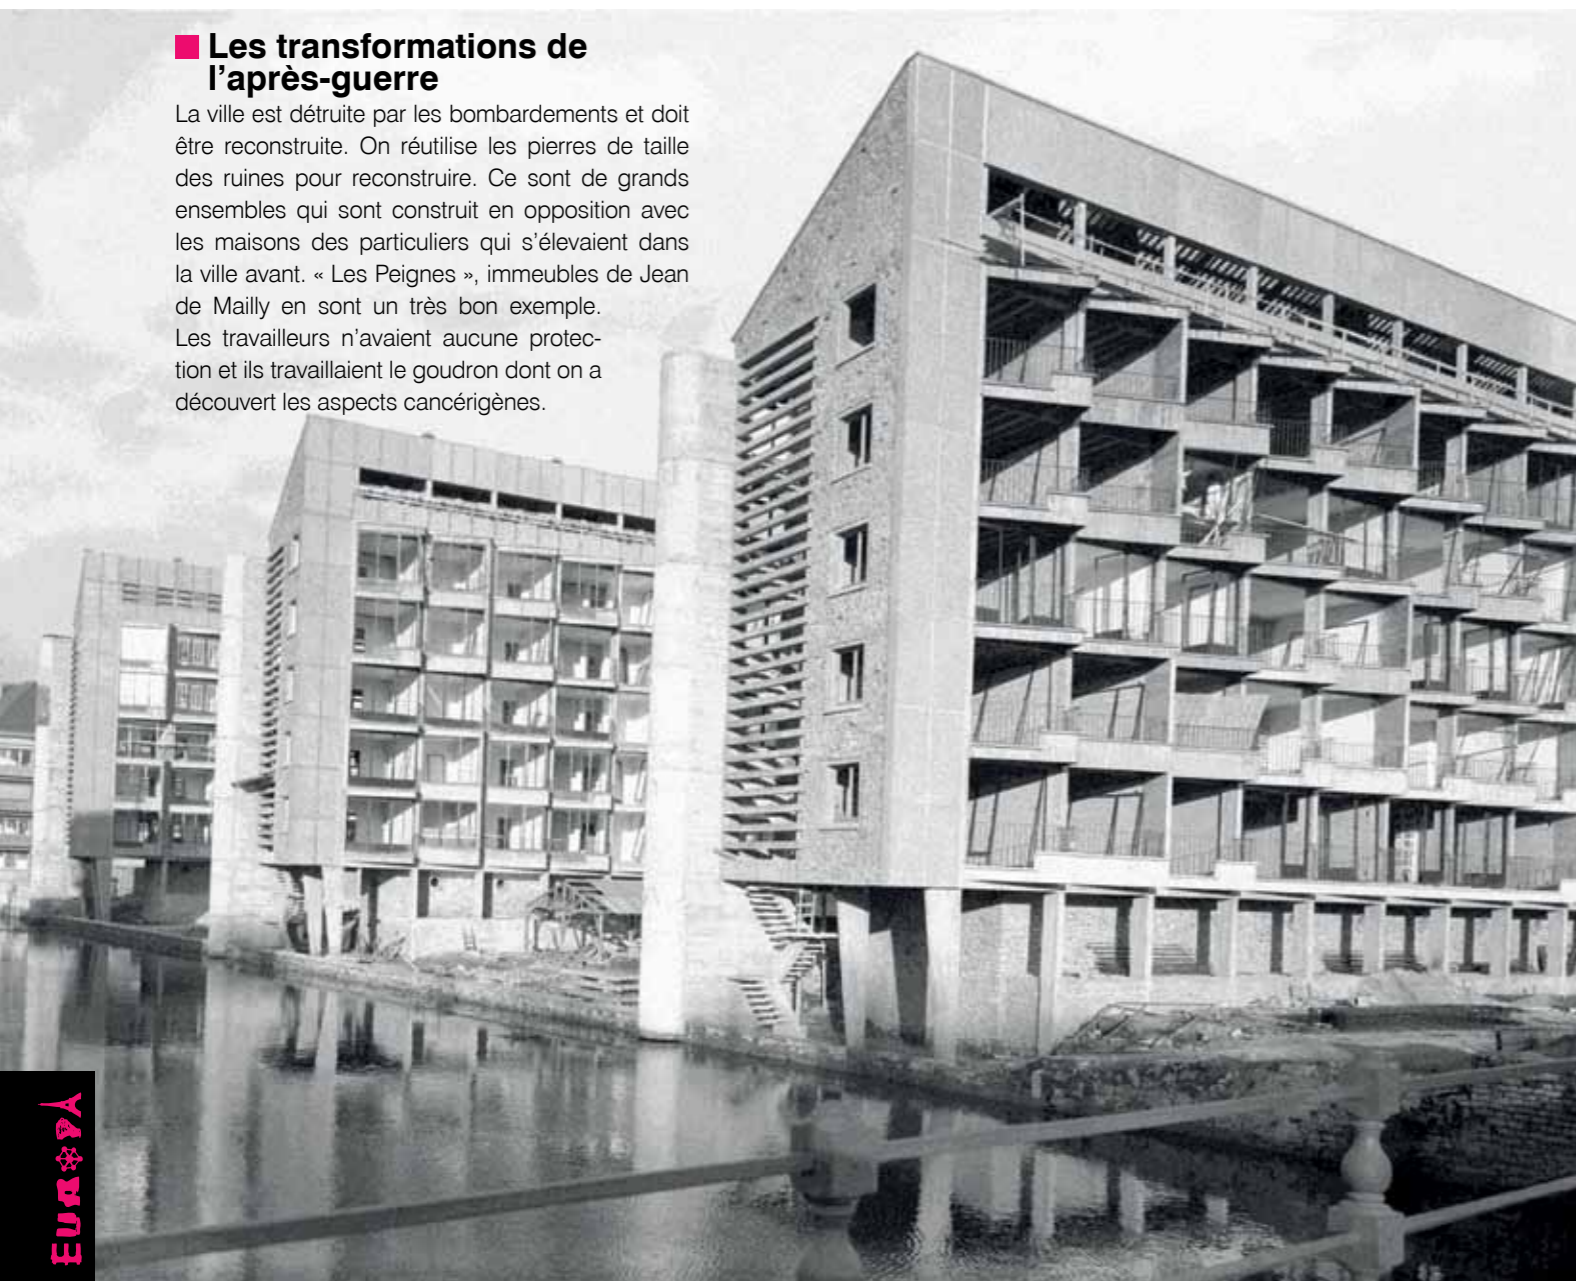 Les transformations de
l’après-guerre
La ville est détruite par les bombardements et doit
être reconstruite. On réutilise les pierres de taille
des ruines pour reconstruire. Ce sont de grands
ensembles qui sont construit en opposition avec
les maisons des particuliers qui s’élevaient dans
la ville avant. « Les Peignes », immeubles de Jean
de Mailly en sont un très bon exemple.
Les travailleurs n’avaient aucune protec-
tion et ils travaillaient le goudron dont on a
découvert les aspects cancérigènes.